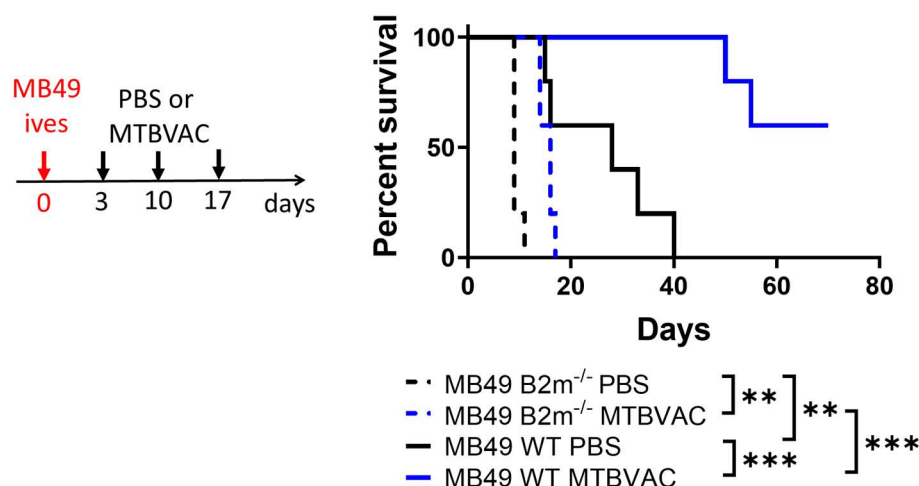 MB49
ives
PBS or
MTBVAC
0 3 10 17 days
Percent survival
100
50
0
0 20 40 60 80
Days
MB49 B2m-/- PBS
MB49 B2m-/- MTBVAC
MB49 WT PBS
MB49 WT MTBVAC
**
**
***
***